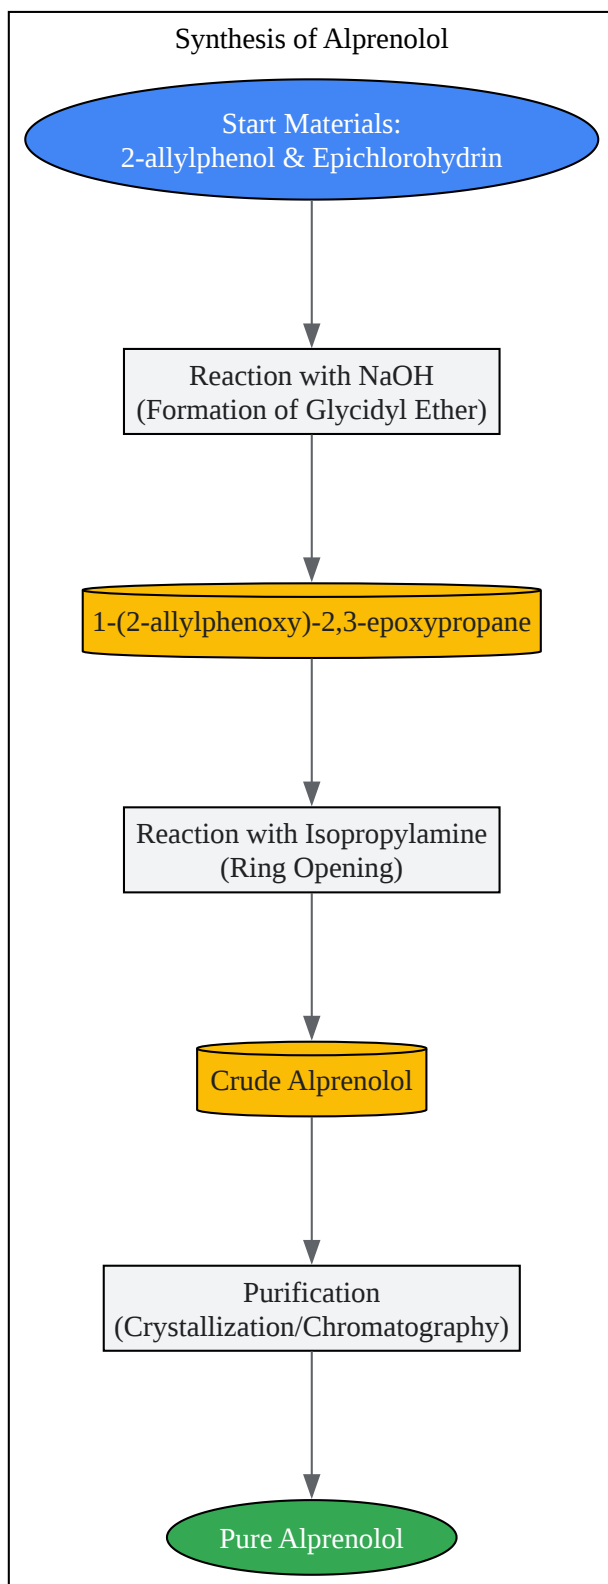 Synthesis of Alprenolol
Start Materials:
2-allylphenol & Epichlorohydrin
Reaction with NaOH
(Formation of Glycidyl Ether)
1-(2-allylphenoxy)-2,3-epoxypropane
Reaction with Isopropylamine
(Ring Opening)
Crude Alprenolol
Purification
(Crystallization/Chromatography)
Pure Alprenolol